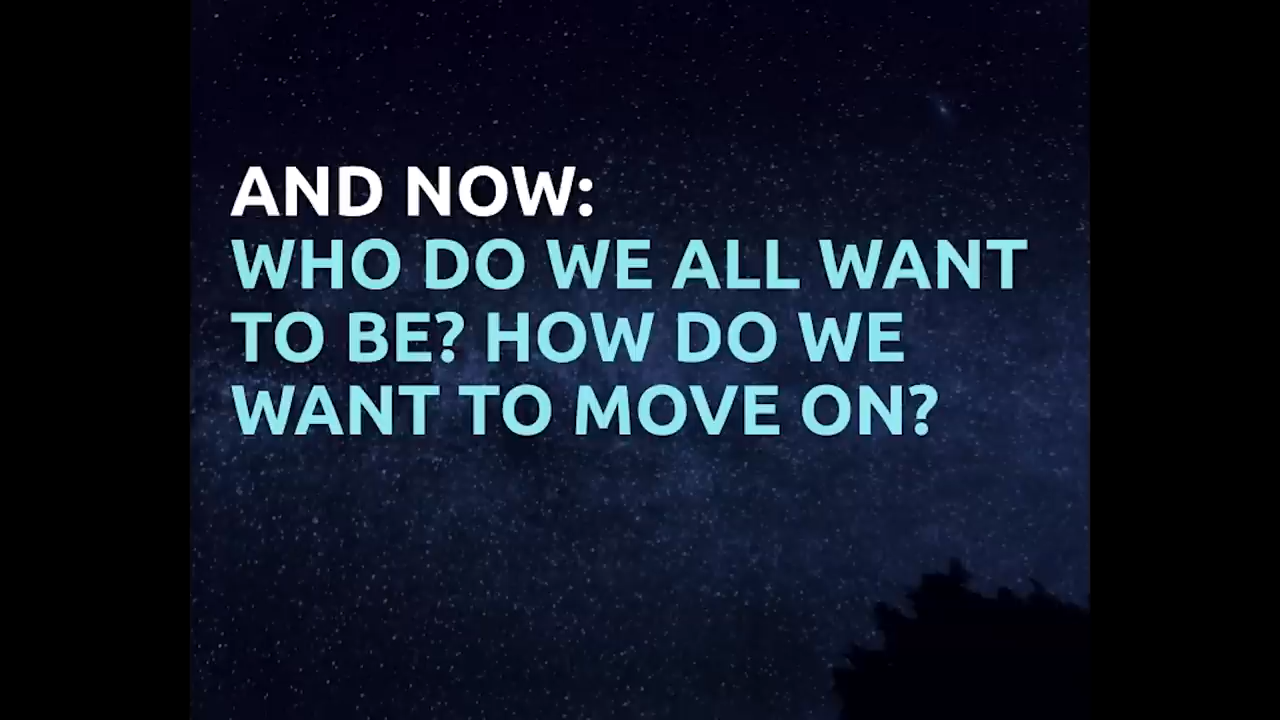 AND NOW:
WHO DO WE ALL WANT
TO BE? HOW DO WE
WANT TO MOVE ON?